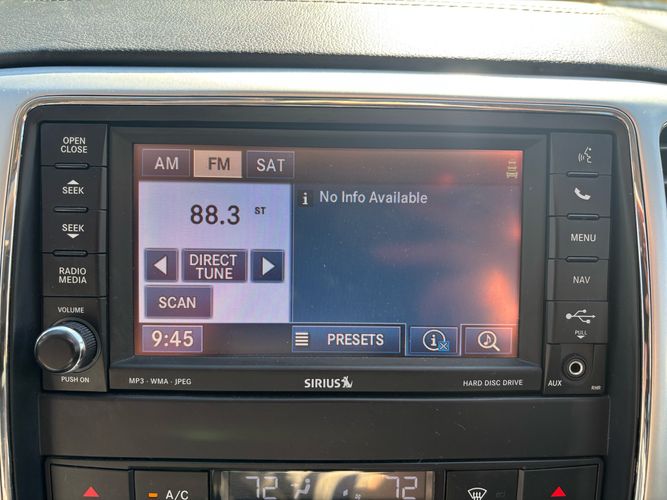 OPEN
CLOSE
SEEK
SEEK
RADIO
MEDIA
VOLUME
PUSH ON
AM FM SAT
88.3 ST
DIRECT
TUNE
SCAN
i No Info Available
9:45
PRESETS
i
MENU
NAV
PULL
AUX
RHR
MP3 · WMA · JPEG
SIRIUS
HARD DISC DRIVE
A/C
72
72